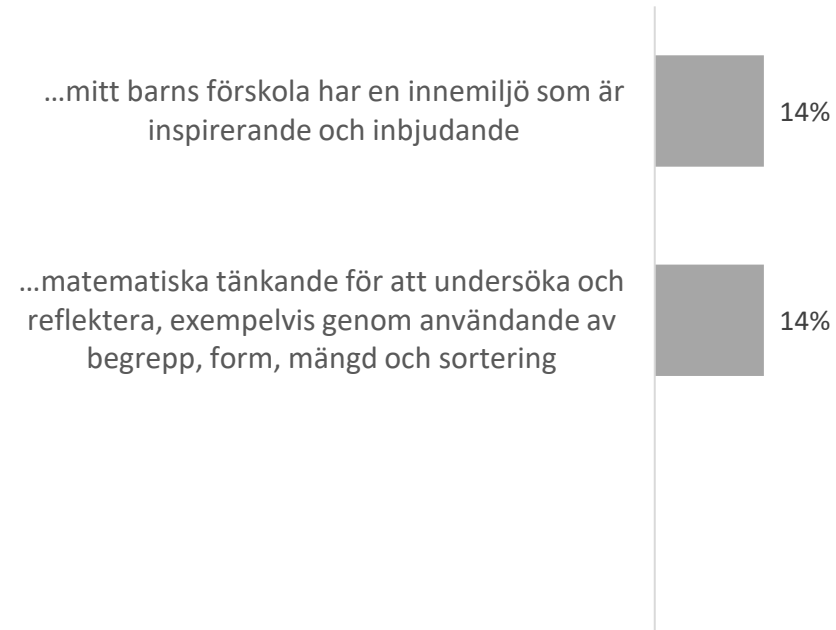 ...mitt barns förskola har en innemiljö som är
inspirerande och inbjudande
14%
...matematiska tänkande för att undersöka och
reflektera, exempelvis genom användande av
begrepp, form, mängd och sortering
14%